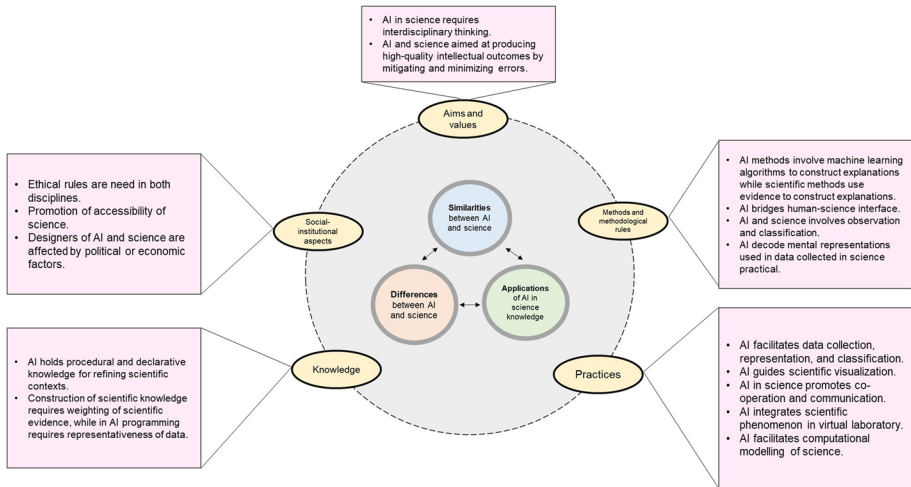 • AI in science requires
interdisciplinary thinking.
• AI and science aimed at producing
high-quality intellectual outcomes by
mitigating and minimizing errors.
Aims and
values
• Ethical rules are need in both
disciplines.
• Promotion of accessibility of
science.
• Designers of AI and science are
affected by political or economic
factors.
Social-
institutional
aspects
Similarities
between AI
and science
Differences
between AI
and science
Applications
of AI in
science
knowledge
Methods and
methodological
rules
• AI methods involve machine learning
algorithms to construct explanations
while scientific methods use
evidence to construct explanations.
• AI bridges human-science interface.
• AI and science involves observation
and classification.
• AI decode mental representations
used in data collected in science
practical.
• AI holds procedural and declarative
knowledge for refining scientific
contexts.
• Construction of scientific knowledge
requires weighting of scientific
evidence, while in AI programming
requires representativeness of data.
Knowledge
Practices
• AI facilitates data collection,
representation, and classification.
• AI guides scientific visualization.
• AI in science promotes co-
operation and communication.
• AI integrates scientific
phenomenon in virtual laboratory.
• AI facilitates computational
modelling of science.